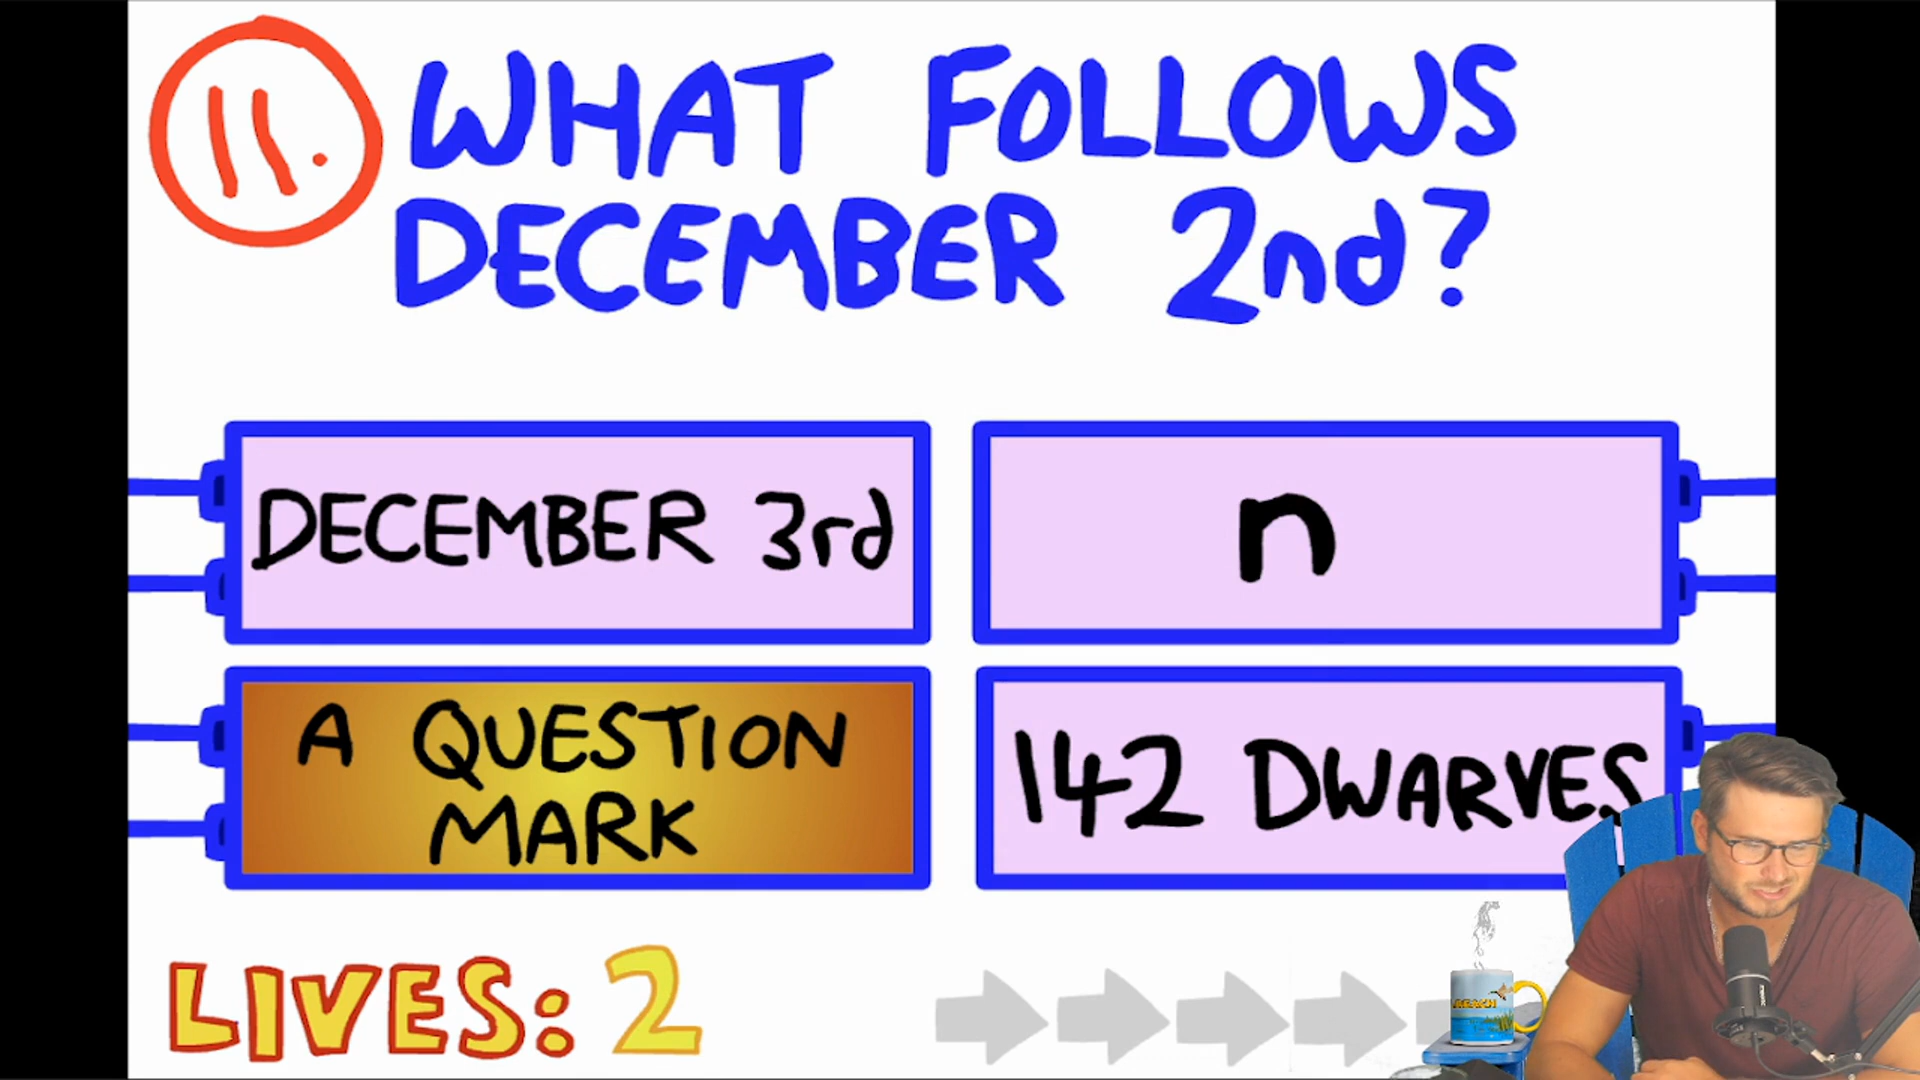 11.
WHAT FOLLOWS
DECEMBER 2nd?
DECEMBER 3rd
n
A QUESTION
MARK
142 DWARVES
LIVES: 2